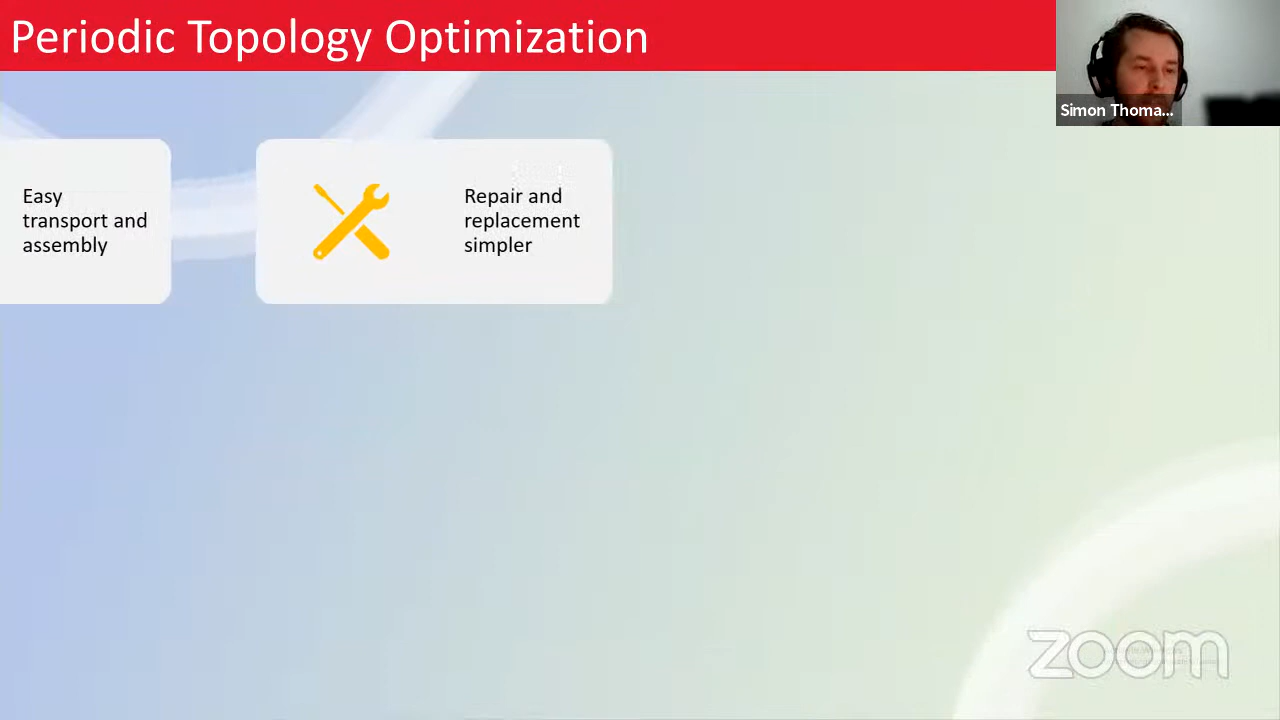 Periodic Topology Optimization
Simon Thoma...
Easy
transport and
assembly
Repair and
replacement
simpler
zoom